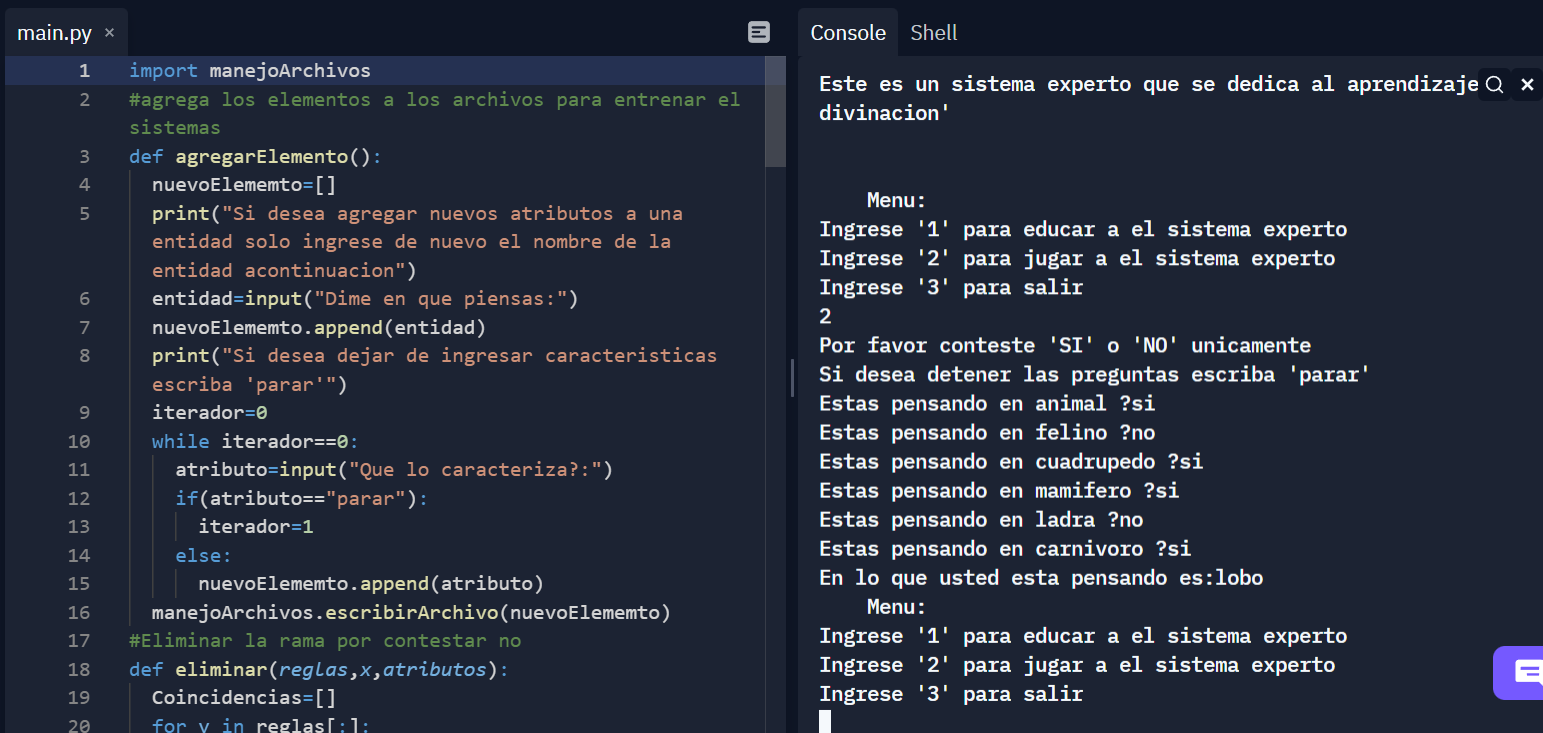 main.py ×
1 import manejoArchivos
2 #agrega los elementos a los archivos para entrenar el
sistemas
3 def agregarElemento():
4 nuevoElememto=[]
5 print("Si desea agregar nuevos atributos a una
entidad solo ingrese de nuevo el nombre de la
entidad acontinuacion")
6 entidad=input("Dime en que piensas:")
7 nuevoElememto.append(entidad)
8 print("Si desea dejar de ingresar caracteristicas
escriba 'parar'")
9 iterador=0
10 while iterador==0:
11 atributo=input("Que lo caracteriza?:")
12 if(atributo=="parar"):
13 iterador=1
14 else:
15 nuevoElememto.append(atributo)
16 manejoArchivos.escribirArchivo(nuevoElememto)
17 #Eliminar la rama por contestar no
18 def eliminar(reglas,x,atributos):
19 Coincidencias=[]
20 for y in reglas[:]:
Console Shell
Este es un sistema experto que se dedica al aprendizaje
divinacion'
Menu:
Ingrese '1' para educar a el sistema experto
Ingrese '2' para jugar a el sistema experto
Ingrese '3' para salir
2
Por favor conteste 'SI' o 'NO' unicamente
Si desea detener las preguntas escriba 'parar'
Estas pensando en animal ?si
Estas pensando en felino ?no
Estas pensando en cuadrupedo ?si
Estas pensando en mamifero ?si
Estas pensando en ladra ?no
Estas pensando en carnivoro ?si
En lo que usted esta pensando es:lobo
Menu:
Ingrese '1' para educar a el sistema experto
Ingrese '2' para jugar a el sistema experto
Ingrese '3' para salir